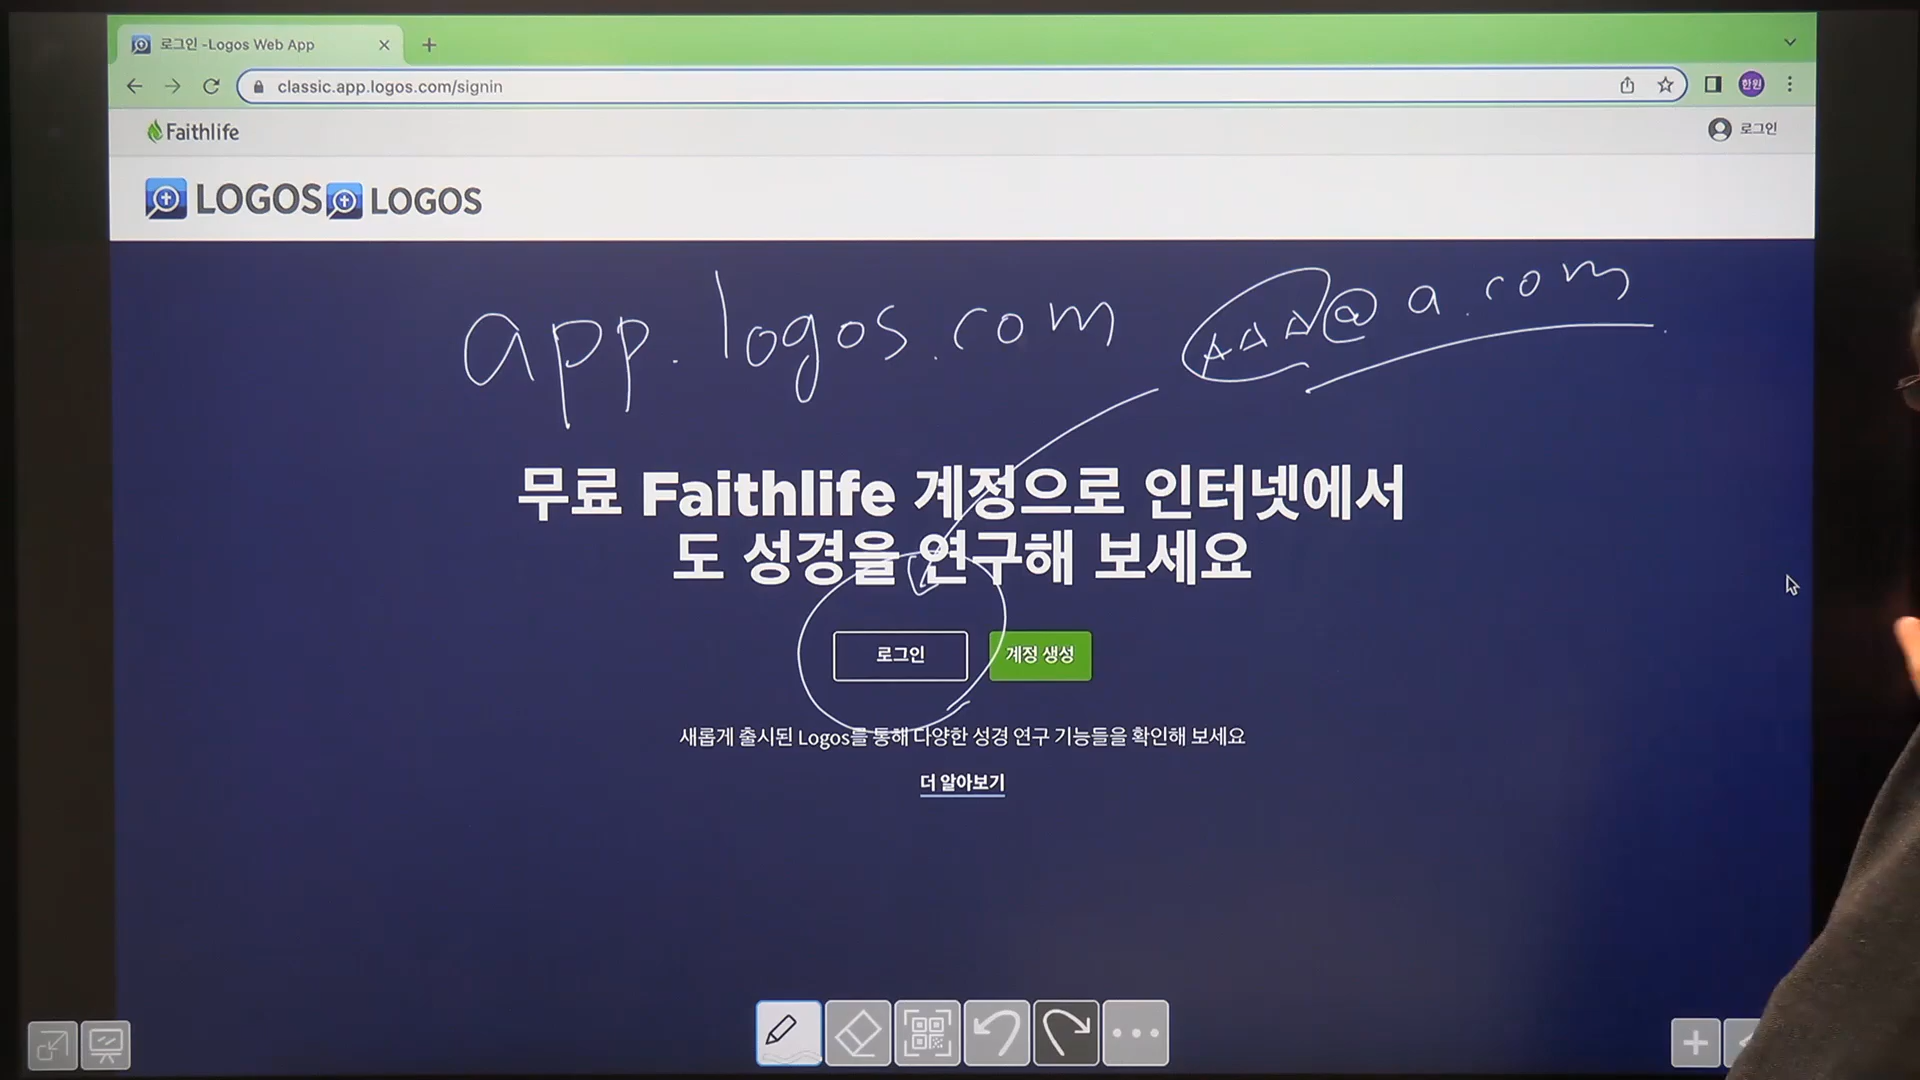 로그인 -Logos Web App
classic.app.logos.com/signin
한원
Faithlife
로그인
LOGOS LOGOS
app.logos.com
AAA@a.com
무료 Faithlife 계정으로 인터넷에서
도 성경을 연구해 보세요
로그인
계정 생성
새롭게 출시된 Logos를 통해 다양한 성경 연구 기능들을 확인해 보세요
더 알아보기